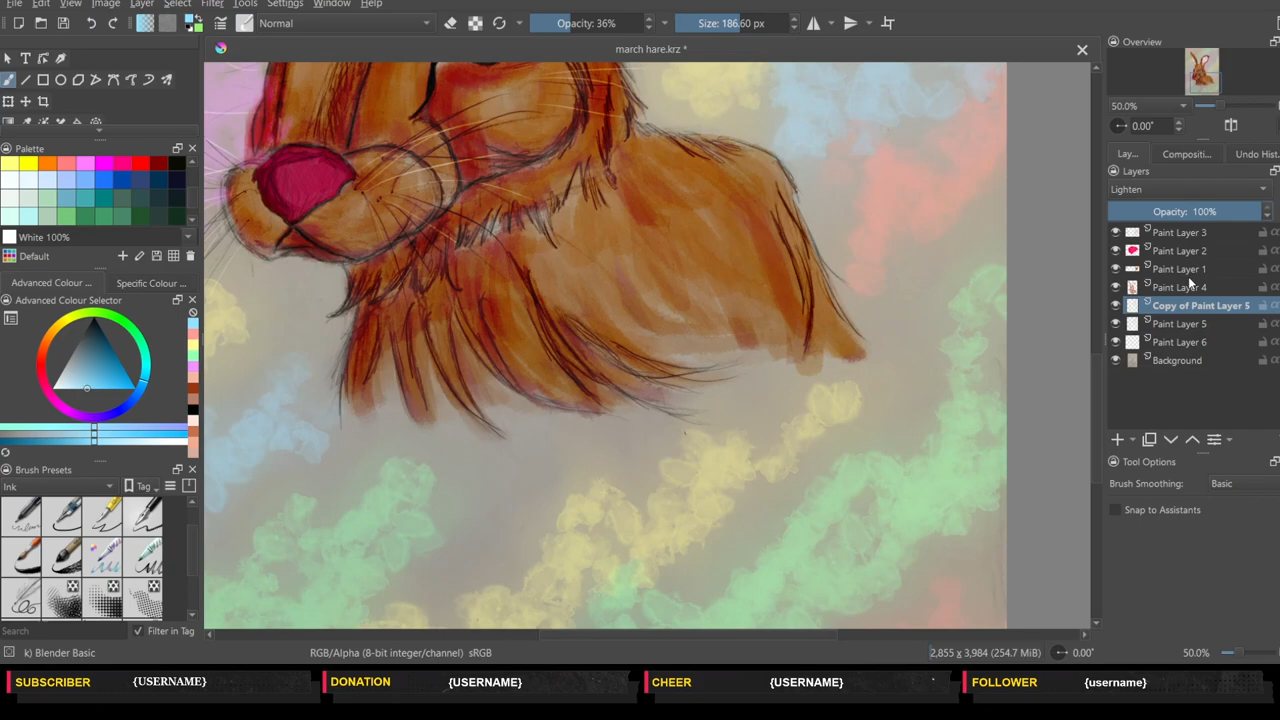 File Edit View Image Layer Select Filter Tools Settings Window Help
Normal Opacity: 36% Size: 186.60 px
march hare.krz *
Overview
50.0%
0.00°
Lay... Compositi... Undo Hist...
Layers
Lighten
Opacity: 100%
Paint Layer 3
Paint Layer 2
Paint Layer 1
Paint Layer 4
Copy of Paint Layer 5
Paint Layer 5
Paint Layer 6
Background
Tool Options
Brush Smoothing: Basic
Snap to Assistants
Palette
White 100%
Default
Advanced Colour ... Specific Colour ...
Advanced Colour Selector
Brush Presets
Ink Tag
Search Filter in Tag
k) Blender Basic RGB/Alpha (8-bit integer/channel) sRGB 2,855 x 3,984 (254.7 MiB) 0.00° 50.0%
SUBSCRIBER {USERNAME} DONATION {USERNAME} CHEER {USERNAME} FOLLOWER {username}